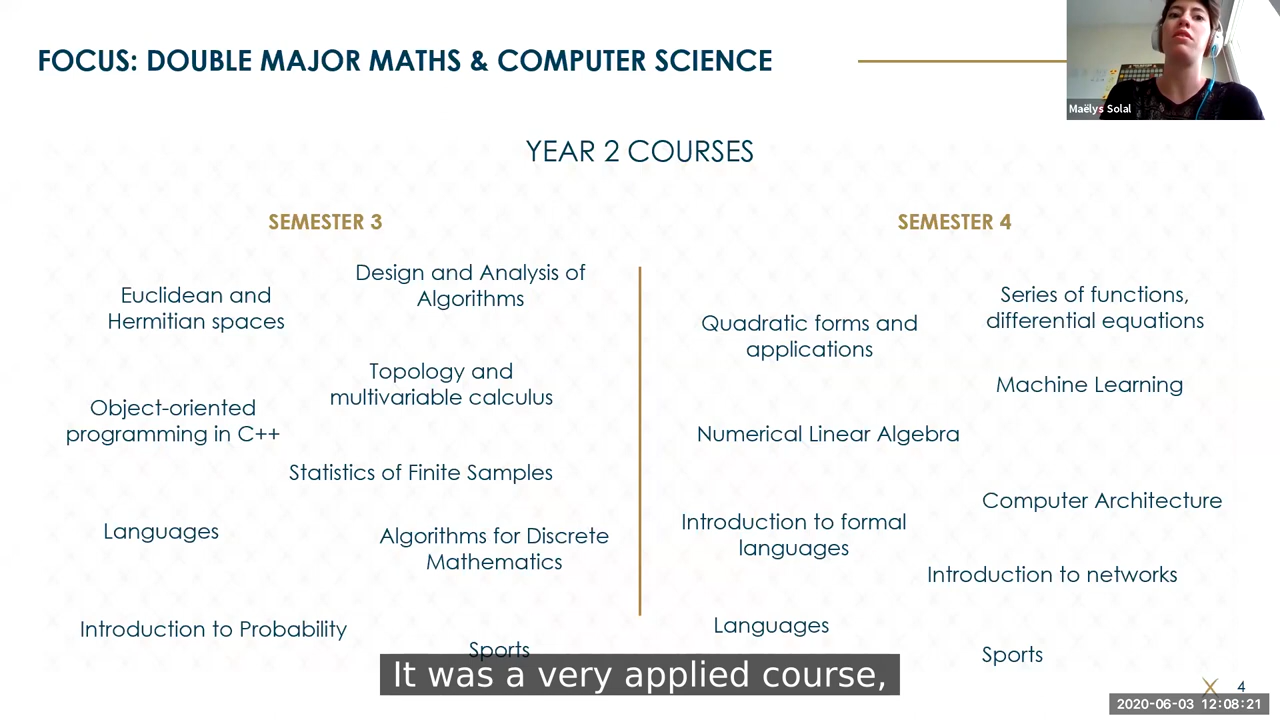 FOCUS: DOUBLE MAJOR MATHS & COMPUTER SCIENCE
Maëlys Solal
YEAR 2 COURSES
SEMESTER 3
Design and Analysis of
Algorithms
Euclidean and
Hermitian spaces
Topology and
multivariable calculus
Object-oriented
programming in C++
Statistics of Finite Samples
Languages
Algorithms for Discrete
Mathematics
Introduction to Probability
Sports
SEMESTER 4
Series of functions,
differential equations
Quadratic forms and
applications
Machine Learning
Numerical Linear Algebra
Computer Architecture
Introduction to formal
languages
Introduction to networks
Languages
Sports
It was a very applied course,
4
2020-06-03 12:08:21